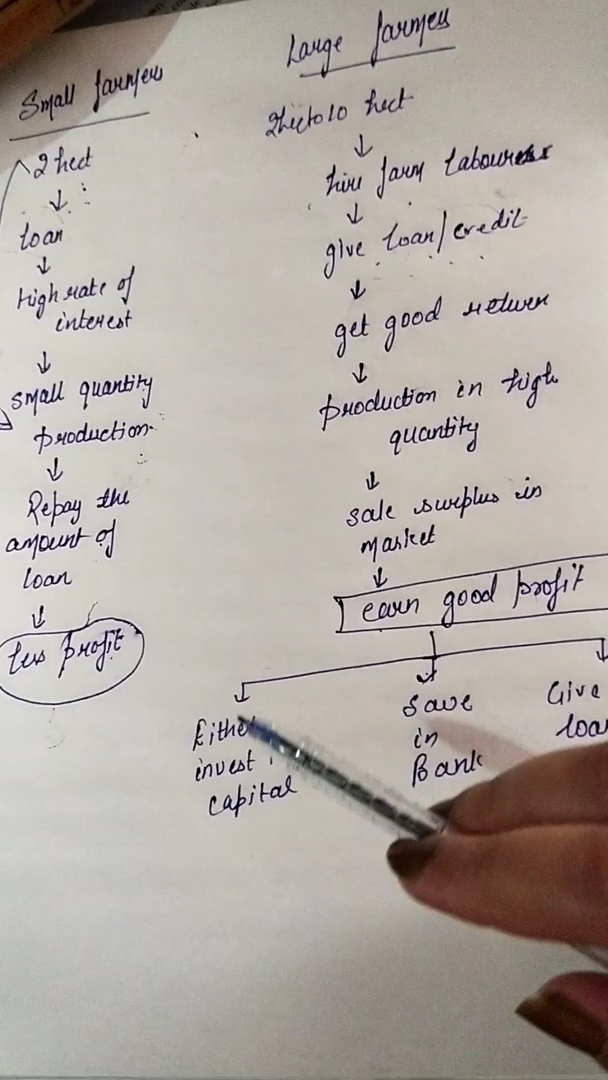 Small farmers
2 hect
loan
High rate of
interest
small quantity
production
Repay the
amount of
loan
less profit
Large farmers
2hect to 10 hect
hire farm labourers
give loan/credit
get good return
production in high
quantity
sale surplus in
market
earn good profit
Either
invest
capital
Save
in
Bank
Give
loan